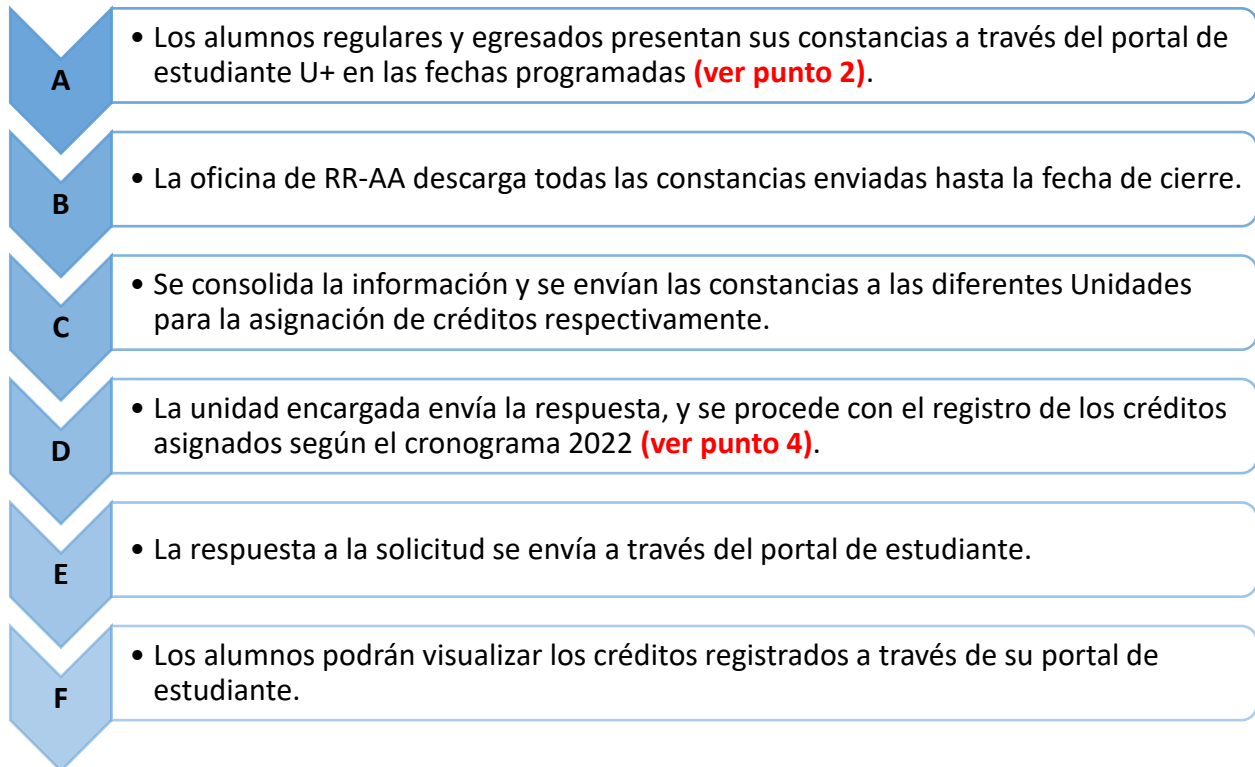 A
• Los alumnos regulares y egresados presentan sus constancias a través del portal de
estudiante U+ en las fechas programadas (ver punto 2).
B
• La oficina de RR-AA descarga todas las constancias enviadas hasta la fecha de cierre.
C
• Se consolida la información y se envían las constancias a las diferentes Unidades
para la asignación de créditos respectivamente.
D
• La unidad encargada envía la respuesta, y se procede con el registro de los créditos
asignados según el cronograma 2022 (ver punto 4).
E
• La respuesta a la solicitud se envía a través del portal de estudiante.
F
• Los alumnos podrán visualizar los créditos registrados a través de su portal de
estudiante.